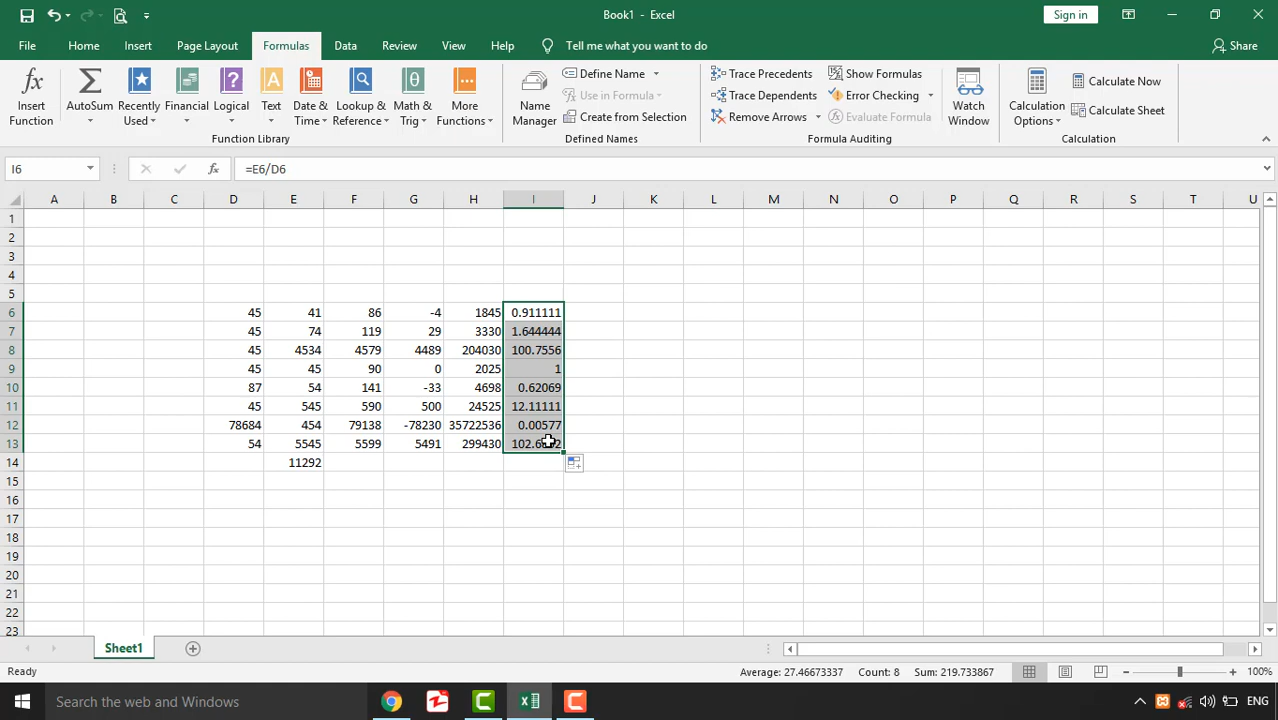 Book1 - Excel
Sign in
File Home Insert Page Layout Formulas Data Review View Help Tell me what you want to do Share
Insert Function
AutoSum
Recently Used
Financial
Logical
Text
Date & Time
Lookup & Reference
Math & Trig
More Functions
Function Library
Name Manager
Define Name
Use in Formula
Create from Selection
Defined Names
Trace Precedents
Trace Dependents
Remove Arrows
Show Formulas
Error Checking
Evaluate Formula
Formula Auditing
Watch Window
Calculation Options
Calculate Now
Calculate Sheet
Calculation
I6 fx =E6/D6
A B C D E F G H I J K L M N O P Q R S T U
1
2
3
4
5
6 45 41 86 -4 1845 0.911111
7 45 74 119 29 3330 1.644444
8 45 4534 4579 4489 204030 100.7556
9 45 45 90 0 2025 1
10 87 54 141 -33 4698 0.62069
11 45 545 590 500 24525 12.11111
12 78684 454 79138 -78230 35722536 0.00577
13 54 5545 5599 5491 299430
14 11292
15
16
17
18
19
20
21
22
23
Sheet1
Ready Average: 27.46673337 Count: 8 Sum: 219.733867 100%
Search the web and Windows
ENG